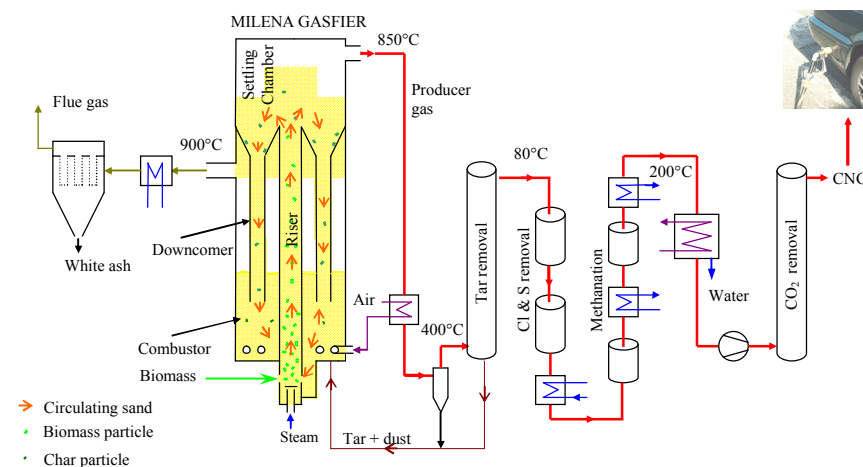 MILENA GASFIER
850°C
Settling
Chamber
Producer
gas
Flue gas
900°C
80°C
200°C
CNG
Riser
Downcomer
White ash
Tar removal
Cl & S removal
Methanation
CO₂ removal
Air
Water
400°C
Combustor
Biomass
Circulating sand
Biomass particle
Char particle
Steam
Tar + dust